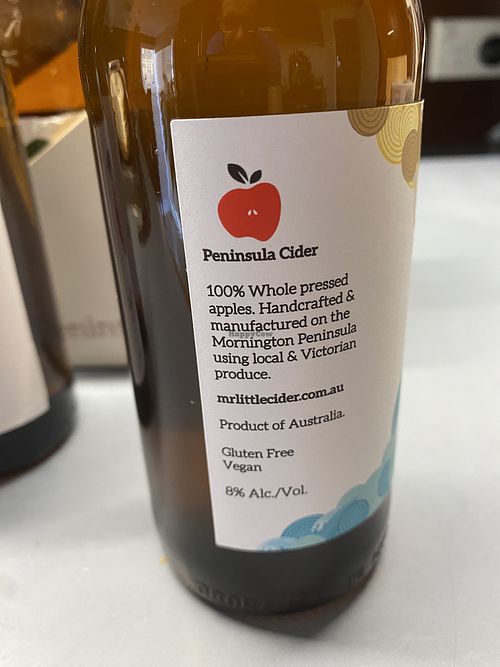 Peninsula Cider
100% Whole pressed
apples. Handcrafted &
manufactured on the
HappyCow
Mornington Peninsula
using local & Victorian
produce.
mrlittlecider.com.au
Product of Australia.
Gluten Free
Vegan
8% Alc./Vol.